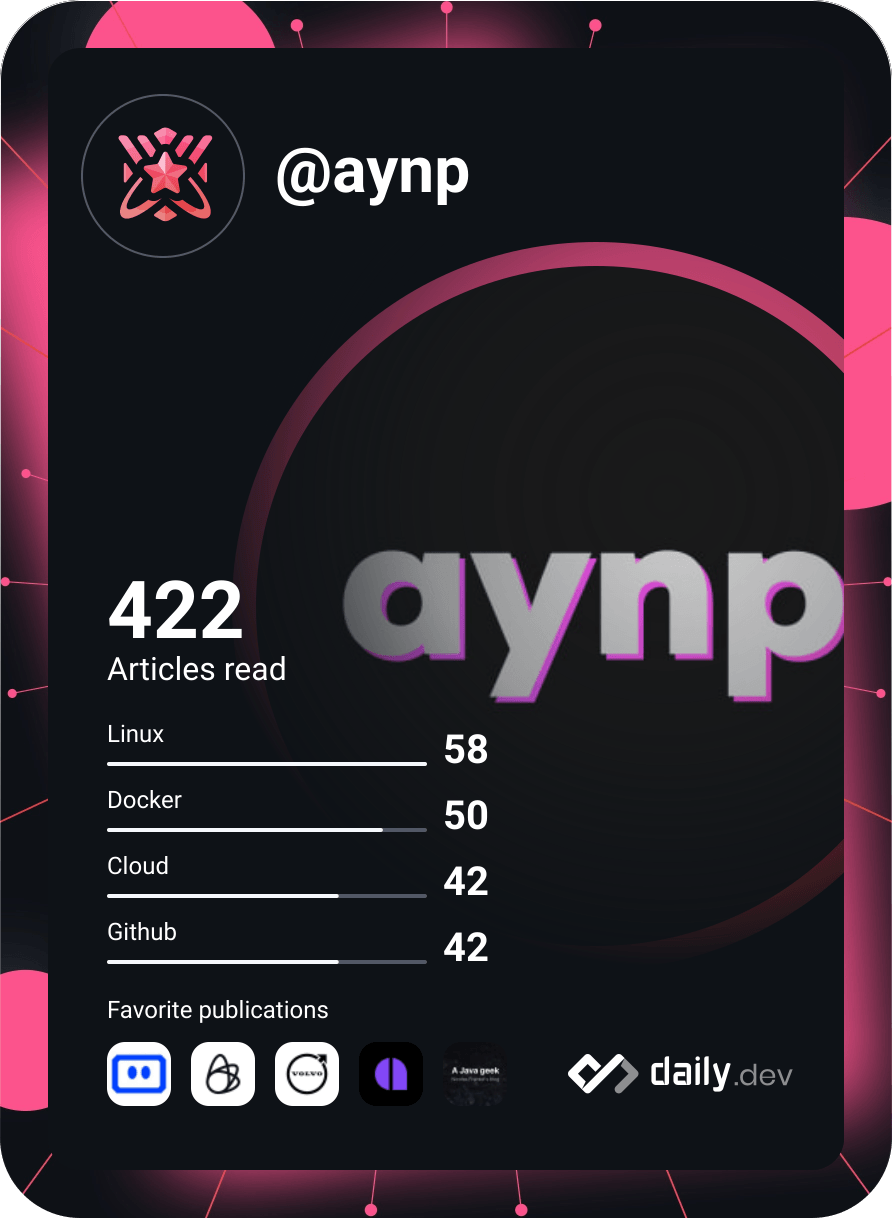 @aynp
aynp
422
Articles read
Linux
58
Docker
50
Cloud
42
Github
42
Favorite publications
VOLVO
A Java geek
daily.dev